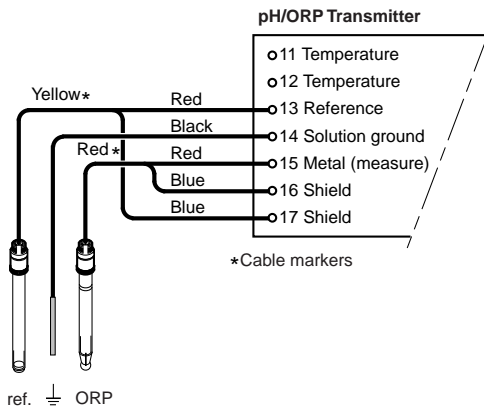 pH/ORP Transmitter
11 Temperature
12 Temperature
Yellow* Red 13 Reference
Black 14 Solution ground
Red* Red 15 Metal (measure)
Blue 16 Shield
Blue 17 Shield
*Cable markers
ref. ORP